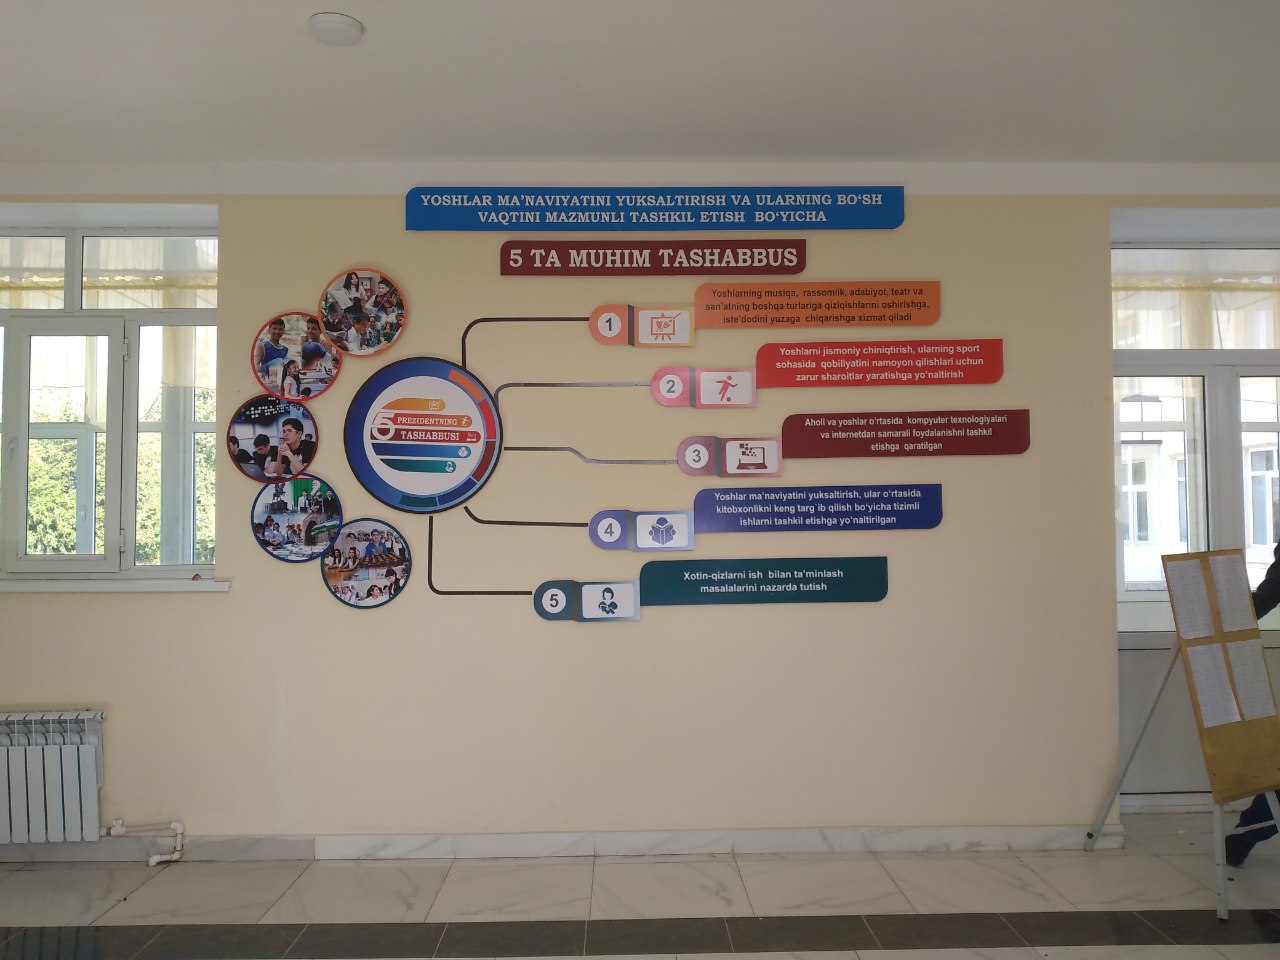 YOSHLAR MA’NAVIYATINI YUKSALTIRISH VA ULARNING BO‘SH
VAQTINI MAZMUNLI TASHKIL ETISH BO‘YICHA
5 TA MUHIM TASHABBUS
1
Yoshlarning musiqa, rassomlik, adabiyot, teatr va
san’atning boshqa turlariga qiziqishlarini oshirishga,
iste’dodini yuzaga chiqarishga xizmat qiladi
2
Yoshlarni jismoniy chiniqtirish, ularning sport
sohasida qobiliyatini namoyon qilishlari uchun
zarur sharoitlar yaratishga yo‘naltirish
5 PREZIDENTNING
TASHABBUSI
3
Aholi va yoshlar o‘rtasida kompyuter texnologiyalari
va internetdan samarali foydalanishni tashkil
etishga qaratilgan
4
Yoshlar ma’naviyatini yuksaltirish, ular o‘rtasida
kitobxonlikni keng targ`ib qilish bo‘yicha tizimli
ishlarni tashkil etishga yo‘naltirilgan
5
Xotin-qizlarni ish bilan ta’minlash
masalalarini nazarda tutish